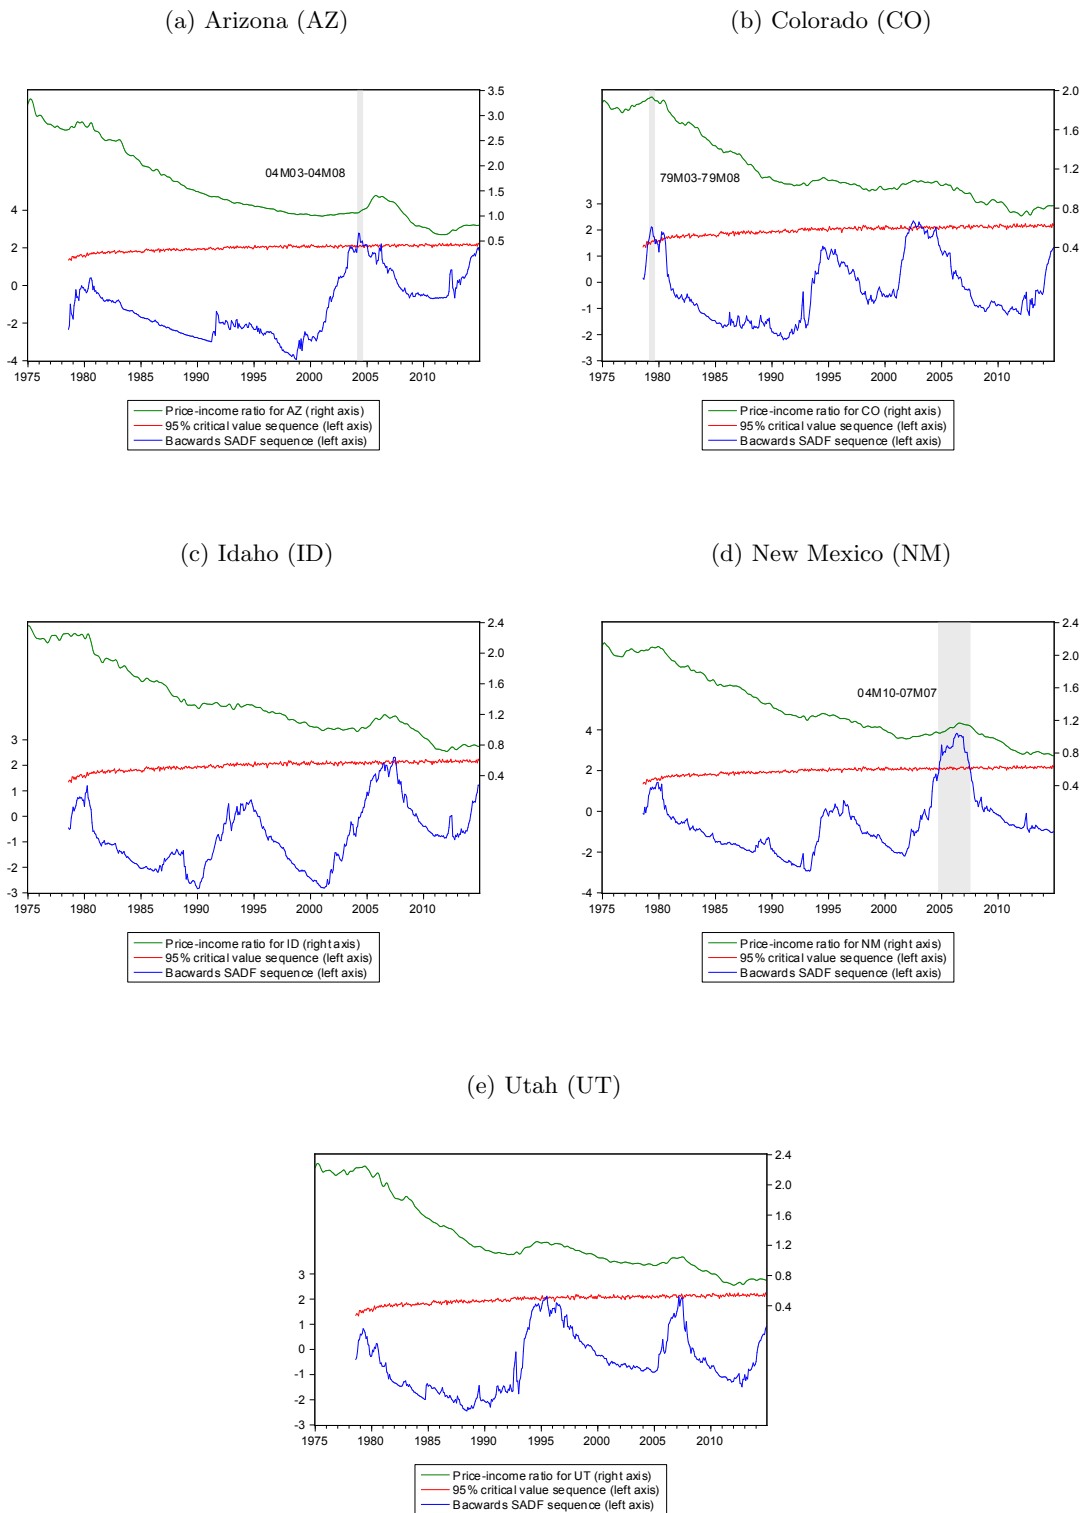 (a) Arizona (AZ)
(b) Colorado (CO)
3.5
3.0
2.5
2.0
1.5
1.0
0.5
04M03-04M08
4
2
0
-2
-4
1975 1980 1985 1990 1995 2000 2005 2010
Price-income ratio for AZ (right axis)
95% critical value sequence (left axis)
Bacwards SADF sequence (left axis)
2.0
1.6
1.2
0.8
0.4
79M03-79M08
3
2
1
0
-1
-2
-3
1975 1980 1985 1990 1995 2000 2005 2010
Price-income ratio for CO (right axis)
95% critical value sequence (left axis)
Bacwards SADF sequence (left axis)
(c) Idaho (ID)
(d) New Mexico (NM)
2.4
2.0
1.6
1.2
0.8
0.4
3
2
1
0
-1
-2
-3
1975 1980 1985 1990 1995 2000 2005 2010
Price-income ratio for ID (right axis)
95% critical value sequence (left axis)
Bacwards SADF sequence (left axis)
2.4
2.0
1.6
1.2
0.8
0.4
04M10-07M07
4
2
0
-2
-4
1975 1980 1985 1990 1995 2000 2005 2010
Price-income ratio for NM (right axis)
95% critical value sequence (left axis)
Bacwards SADF sequence (left axis)
(e) Utah (UT)
2.4
2.0
1.6
1.2
0.8
0.4
3
2
1
0
-1
-2
-3
1975 1980 1985 1990 1995 2000 2005 2010
Price-income ratio for UT (right axis)
95% critical value sequence (left axis)
Bacwards SADF sequence (left axis)